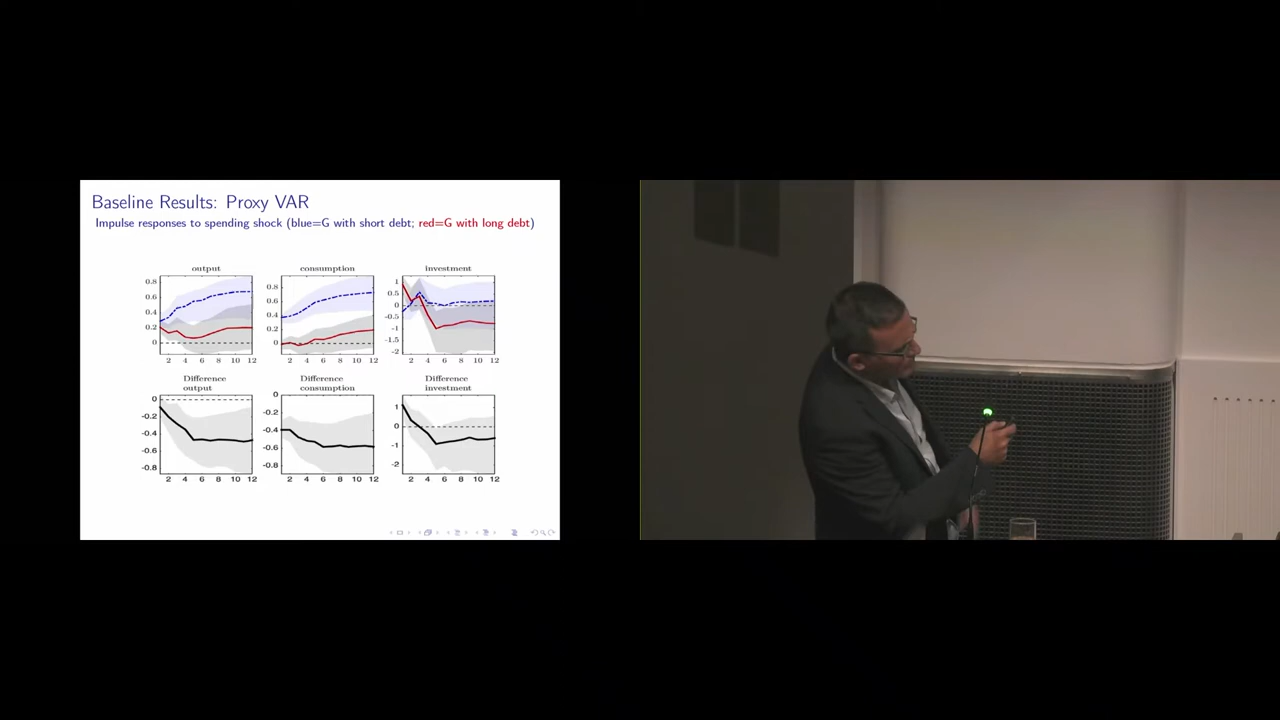 Baseline Results: Proxy VAR
Impulse responses to spending shock (blue=G with short debt; red=G with long debt)
output
0.8
0.6
0.4
0.2
0
2 4 6 8 10 12
consumption
0.8
0.6
0.4
0.2
0
2 4 6 8 10 12
investment
1
0.5
0
-0.5
-1
-2
2 4 6 8 10 12
Difference
output
0
-0.2
-0.4
-0.6
-0.8
2 4 6 8 10 12
Difference
consumption
0
-0.2
-0.4
-0.6
-0.8
2 4 6 8 10 12
Difference
investment
1
0
-1
-2
2 4 6 8 10 12